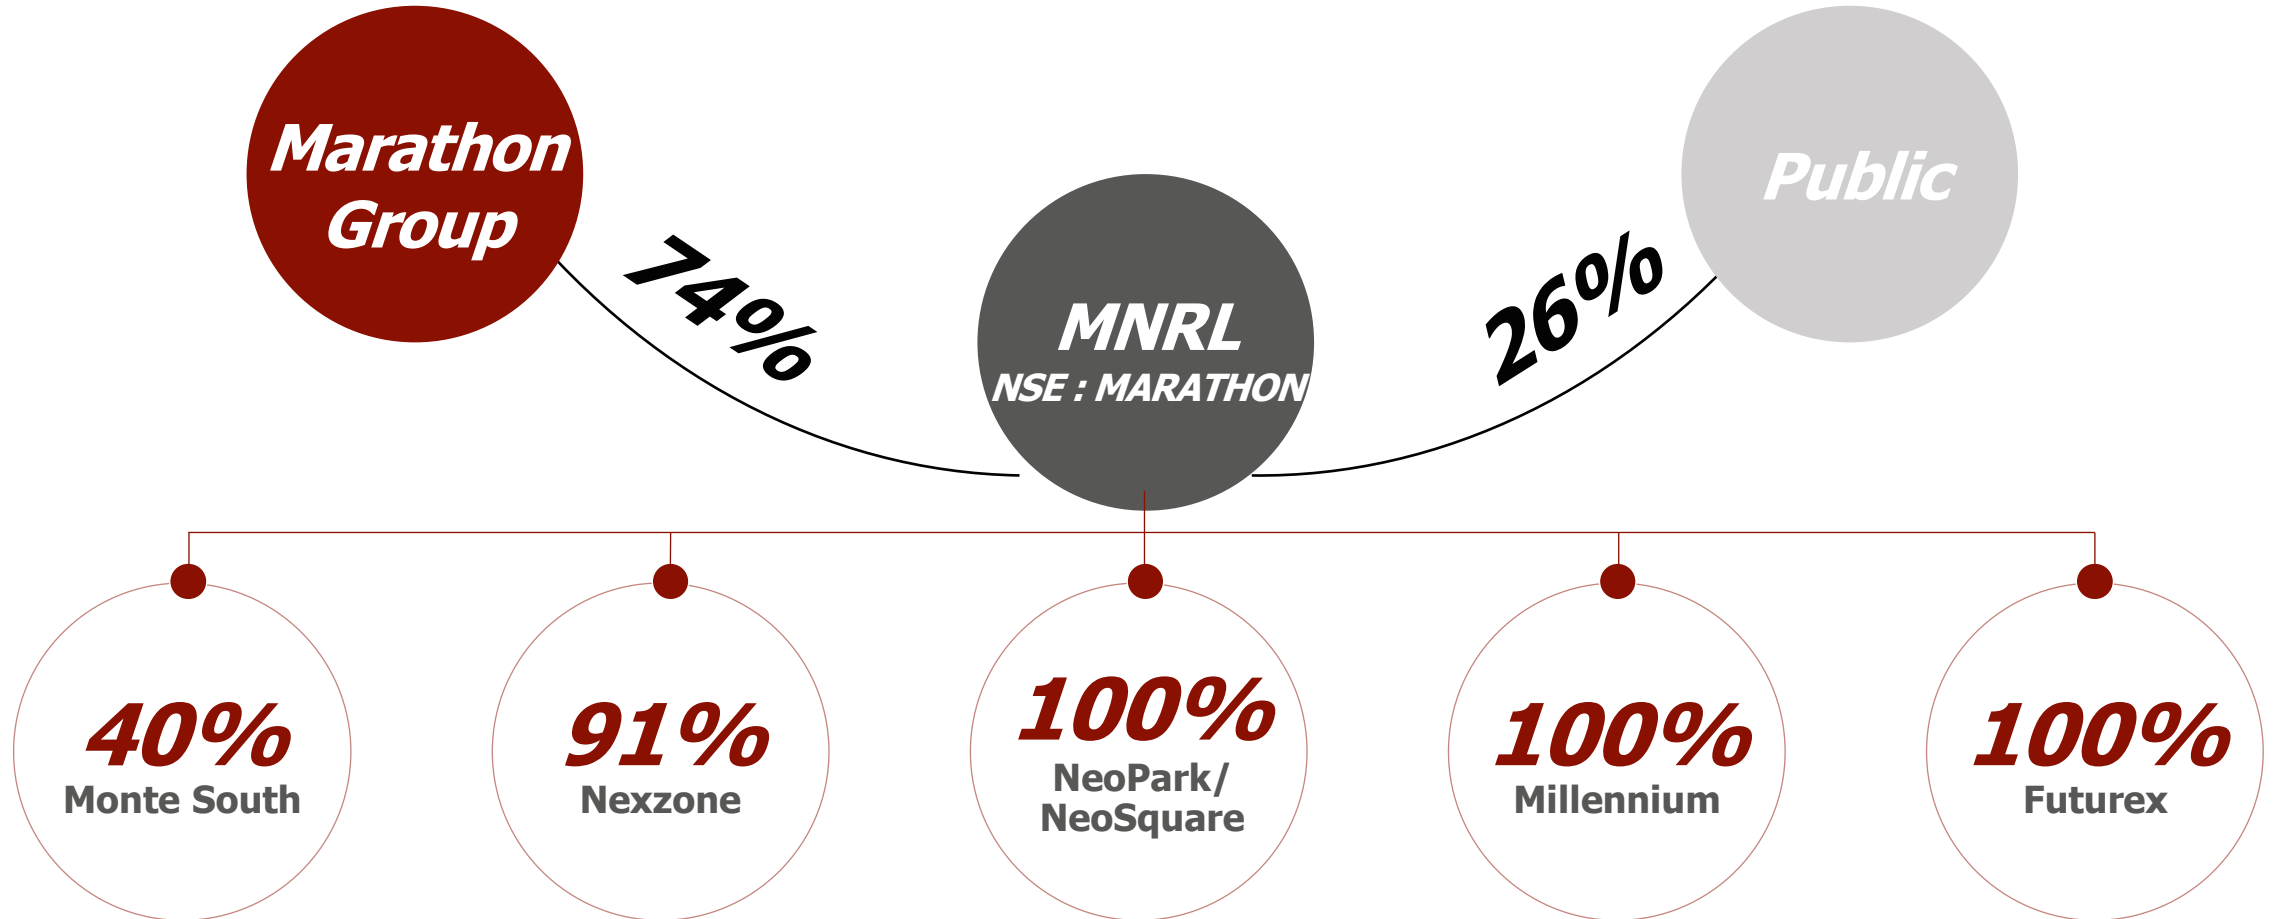 Marathon
Group
Public
74%
26%
MNRL
NSE : MARATHON
40%
Monte South
91%
Nexzone
100%
NeoPark/
NeoSquare
100%
Millennium
100%
Futurex